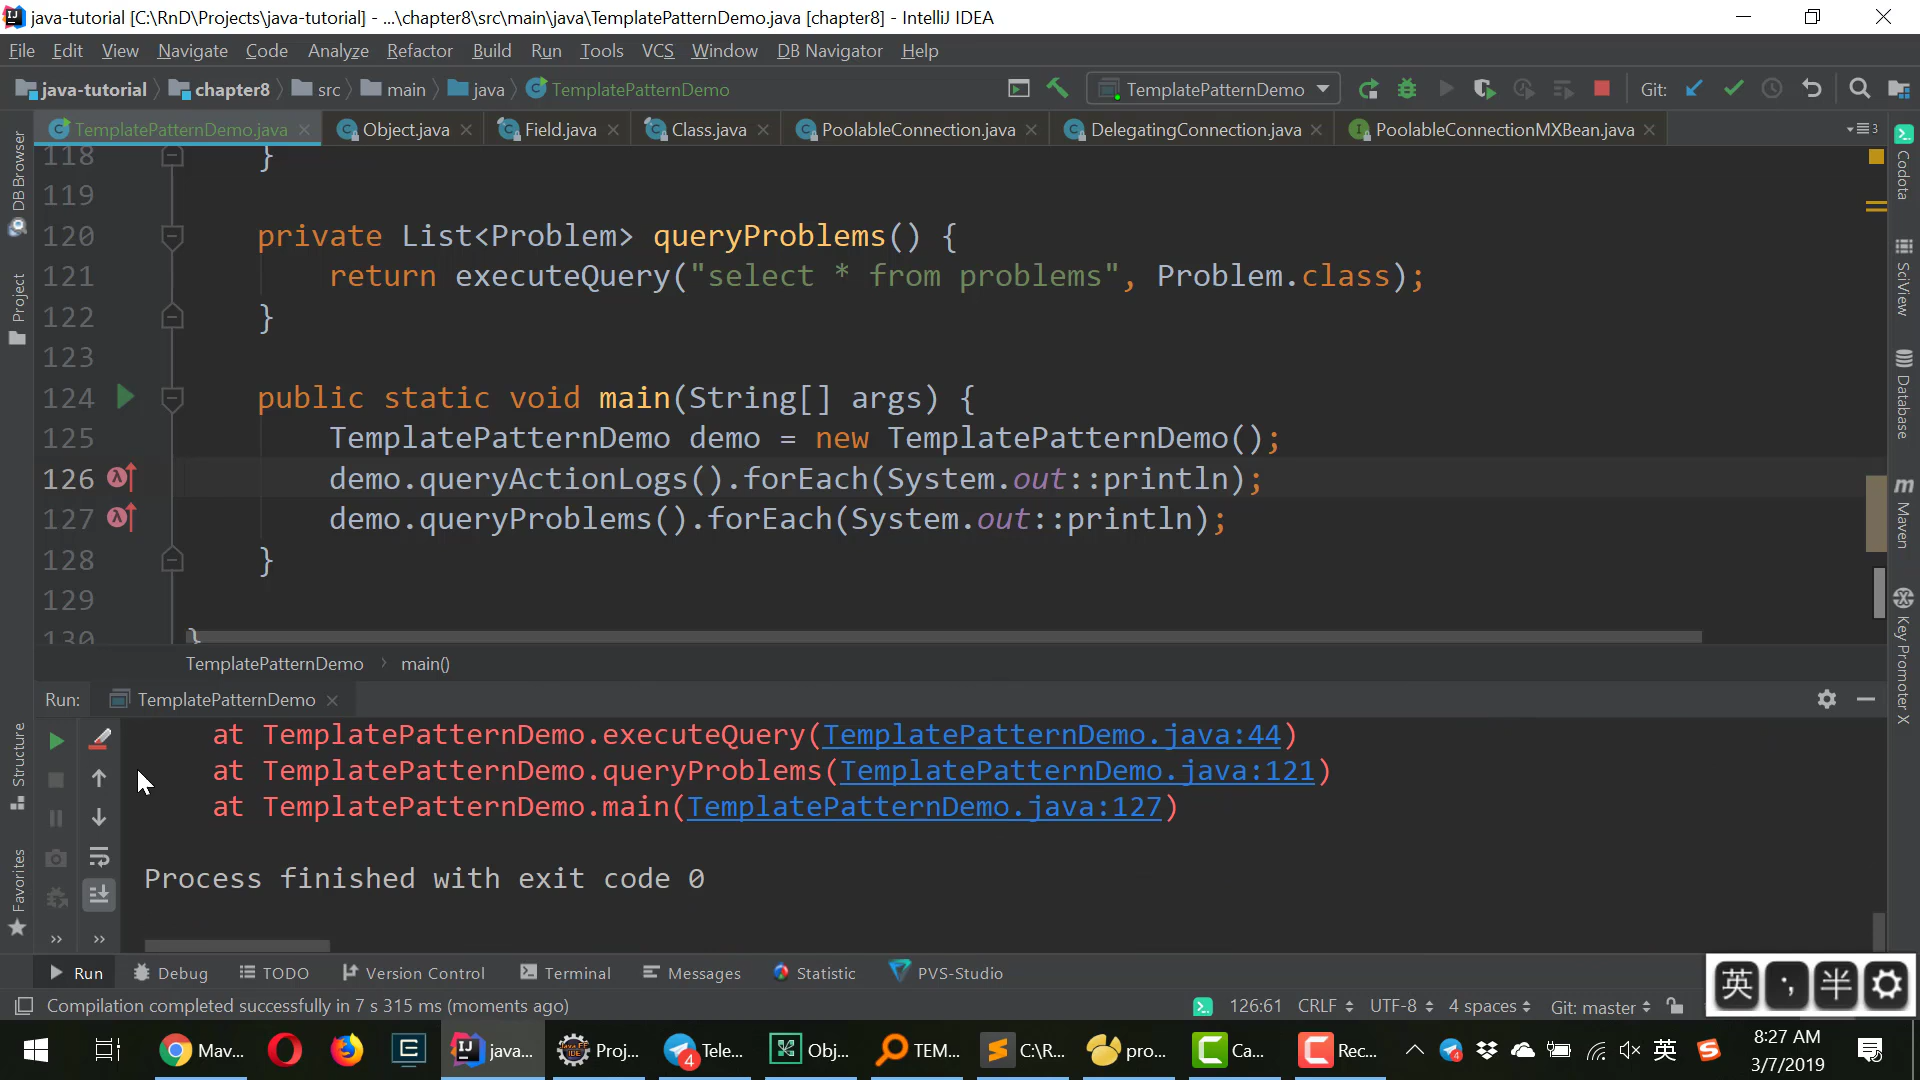 java-tutorial [C:\RnD\Projects\java-tutorial] - ...\chapter8\src\main\java\TemplatePatternDemo.java [chapter8] - IntelliJ IDEA
File Edit View Navigate Code Analyze Refactor Build Run Tools VCS Window DB Navigator Help
java-tutorial chapter8 src main java TemplatePatternDemo TemplatePatternDemo Git:
TemplatePatternDemo.java Object.java Field.java Class.java PoolableConnection.java DelegatingConnection.java PoolableConnectionMXBean.java 3
118 }
119
120 private List<Problem> queryProblems() {
121 return executeQuery("select * from problems", Problem.class);
122 }
123
124 public static void main(String[] args) {
125 TemplatePatternDemo demo = new TemplatePatternDemo();
126 demo.queryActionLogs().forEach(System.out::println);
127 demo.queryProblems().forEach(System.out::println);
128 }
129
130 }
TemplatePatternDemo main()
Run: TemplatePatternDemo
at TemplatePatternDemo.executeQuery(TemplatePatternDemo.java:44)
at TemplatePatternDemo.queryProblems(TemplatePatternDemo.java:121)
at TemplatePatternDemo.main(TemplatePatternDemo.java:127)
Process finished with exit code 0
DB Browser
Project
Structure
Favorites
Codota
SciView
Database
Maven
Key Promoter X
Run Debug TODO Version Control Terminal Messages Statistic PVS-Studio
英 半
Compilation completed successfully in 7 s 315 ms (moments ago) 126:61 CRLF UTF-8 4 spaces Git: master
Mav... java... Proj... 4 Tele... Obj... TEM... C:\R... pro... Ca... Rec... 英 8:27 AM
3/7/2019